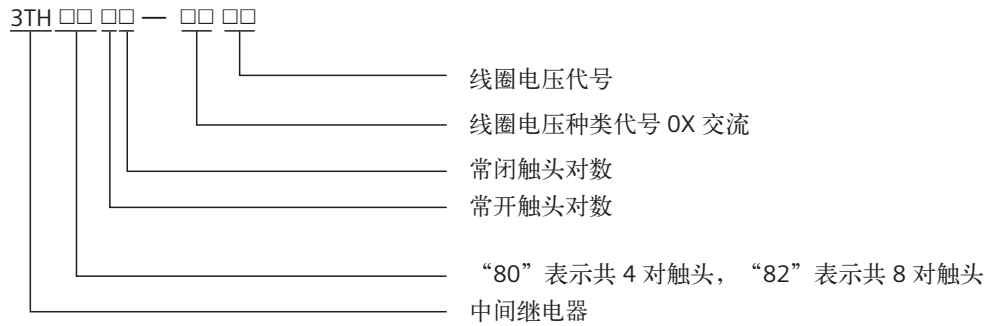 3TH □□ □□ — □□ □□
线圈电压代号
线圈电压种类代号 0X 交流
常闭触头对数
常开触头对数
“80”表示共 4 对触头，“82”表示共 8 对触头
中间继电器